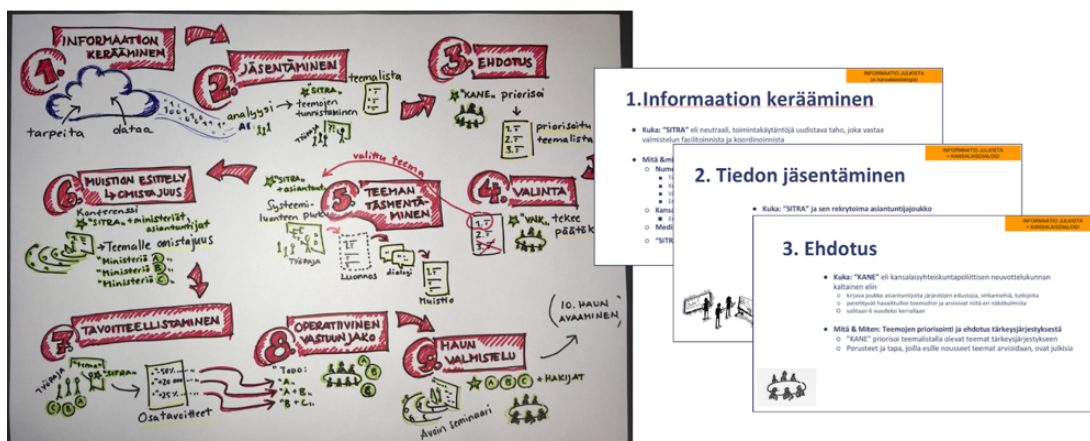 1. INFORMAATION
KERÄÄMINEN
tarpeita
dataa
2. JÄSENTÄMINEN
analyysi
AI
"SITRA"
teemojen
tunnistaminen
teemalista
3. EHDOTUS
"KANE" priorisoi
1.
2.
3.
priorisoitu
teemalista
4. VALINTA
1.
2.
3.
"VNK" tekee
valittu teema
5. TEEMAN
TÄSMENTÄ-
MINEN
"SITRA"
Systeemi-
luonteen
TYÖPAJA
Luonnos
dialogi
Muistio
6. MUISTION ESITTELY
↳ OMISTAJUUS
Konferenssi
"SITRA" + ministeriät,
asiantuntijat
+Teemalle omistajuus
"Ministeriö A"
"Ministeriö B"
"Ministeriö C"
7. TAVOITTEELLISTAMINEN
TYÖPAJA
"teema"
"SITRA"
C B A
Osatavoitteet
8. OPERATIIVINEN
VASTUUNJAKO
"Todo:
"A"
"A+B"
"B+C"
A
B
C
9. HAUN
VALMISTELU
A B C + HAKIJAT
Avoin seminaari
(10. HAUN
AVAAMINEN)
INFORMAATIO JULKISTA
(ei kansalaisdialogia)
1.Informaation kerääminen
Kuka: "SITRA" eli neutraali, toimintakäytäntöjä uudistava taho, joka vastaa
valmistelun fasilitoinnista ja koordinoinnista
INFORMAATIO JULKISTA
+ KANSALAISDIALOGI
2. Tiedon jäsentäminen
Kuka: "SITRA" ja sen rekrytoima asiantuntijajoukko
INFORMAATIO JULKISTA
+ KANSALAISDIALOGI
3. Ehdotus
Kuka: "KANE" eli kansalaisyhteiskuntapoliittisen neuvottelukunnan
kaltainen elin
kirjava joukko asiantuntijoita järjestöjen edustajia, virkamiehiä, tutkijoita
perehtyvät havaittuihin teemoihin ja arvioivat niitä eri näkökulmista
valitaan 6 vuodeksi kerrallaan
Mitä & Miten: Teemojen priorisointi ja ehdotus tärkeysjärjestyksestä
"KANE" priorisoi teemalistalla olevat teemat tärkeysjärjestykseen
Perusteet ja tapa, joilla esille nousseet teemat arvioidaan, ovat julkisia